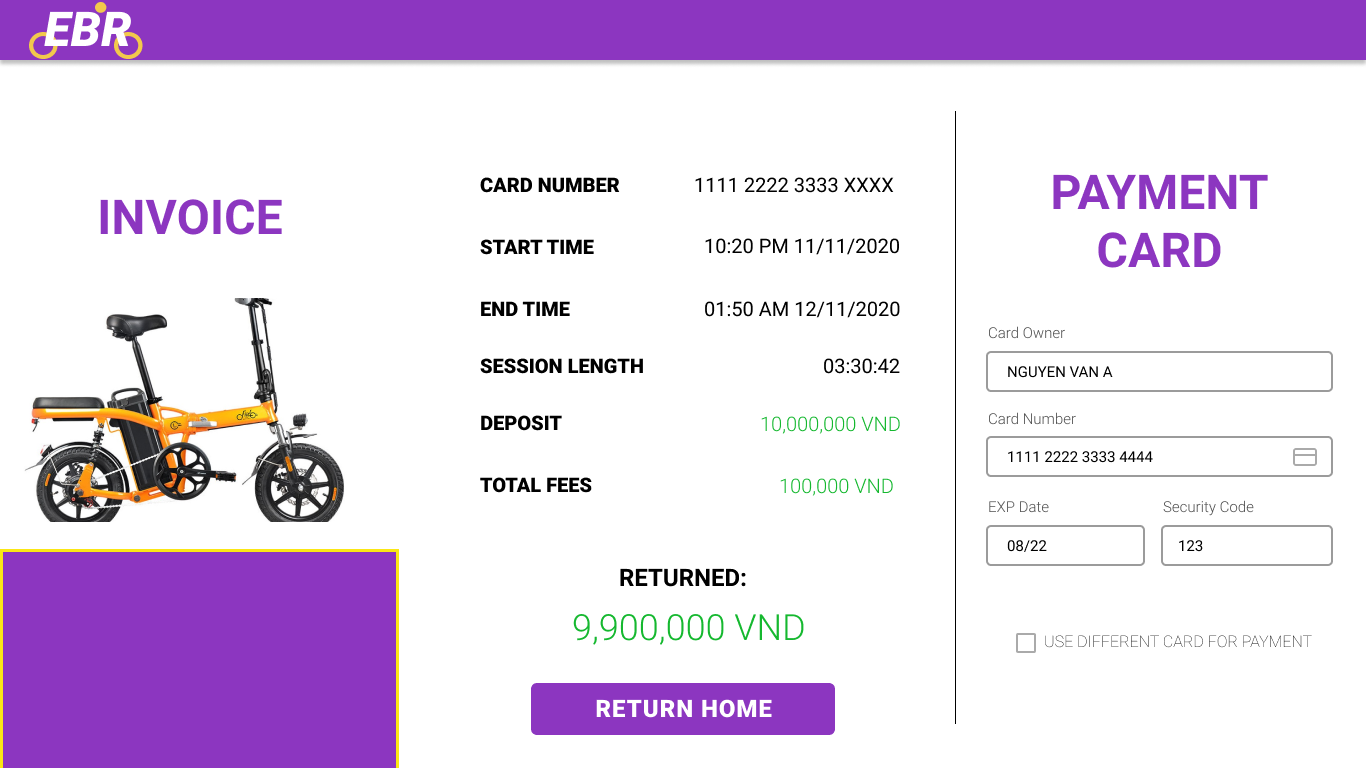 EBR
INVOICE
CARD NUMBER 1111 2222 3333 XXXX
START TIME 10:20 PM 11/11/2020
END TIME 01:50 AM 12/11/2020
SESSION LENGTH 03:30:42
DEPOSIT 10,000,000 VND
TOTAL FEES 100,000 VND
RETURNED:
9,900,000 VND
RETURN HOME
PAYMENT
CARD
Card Owner
NGUYEN VAN A
Card Number
1111 2222 3333 4444
EXP Date Security Code
08/22 123
USE DIFFERENT CARD FOR PAYMENT